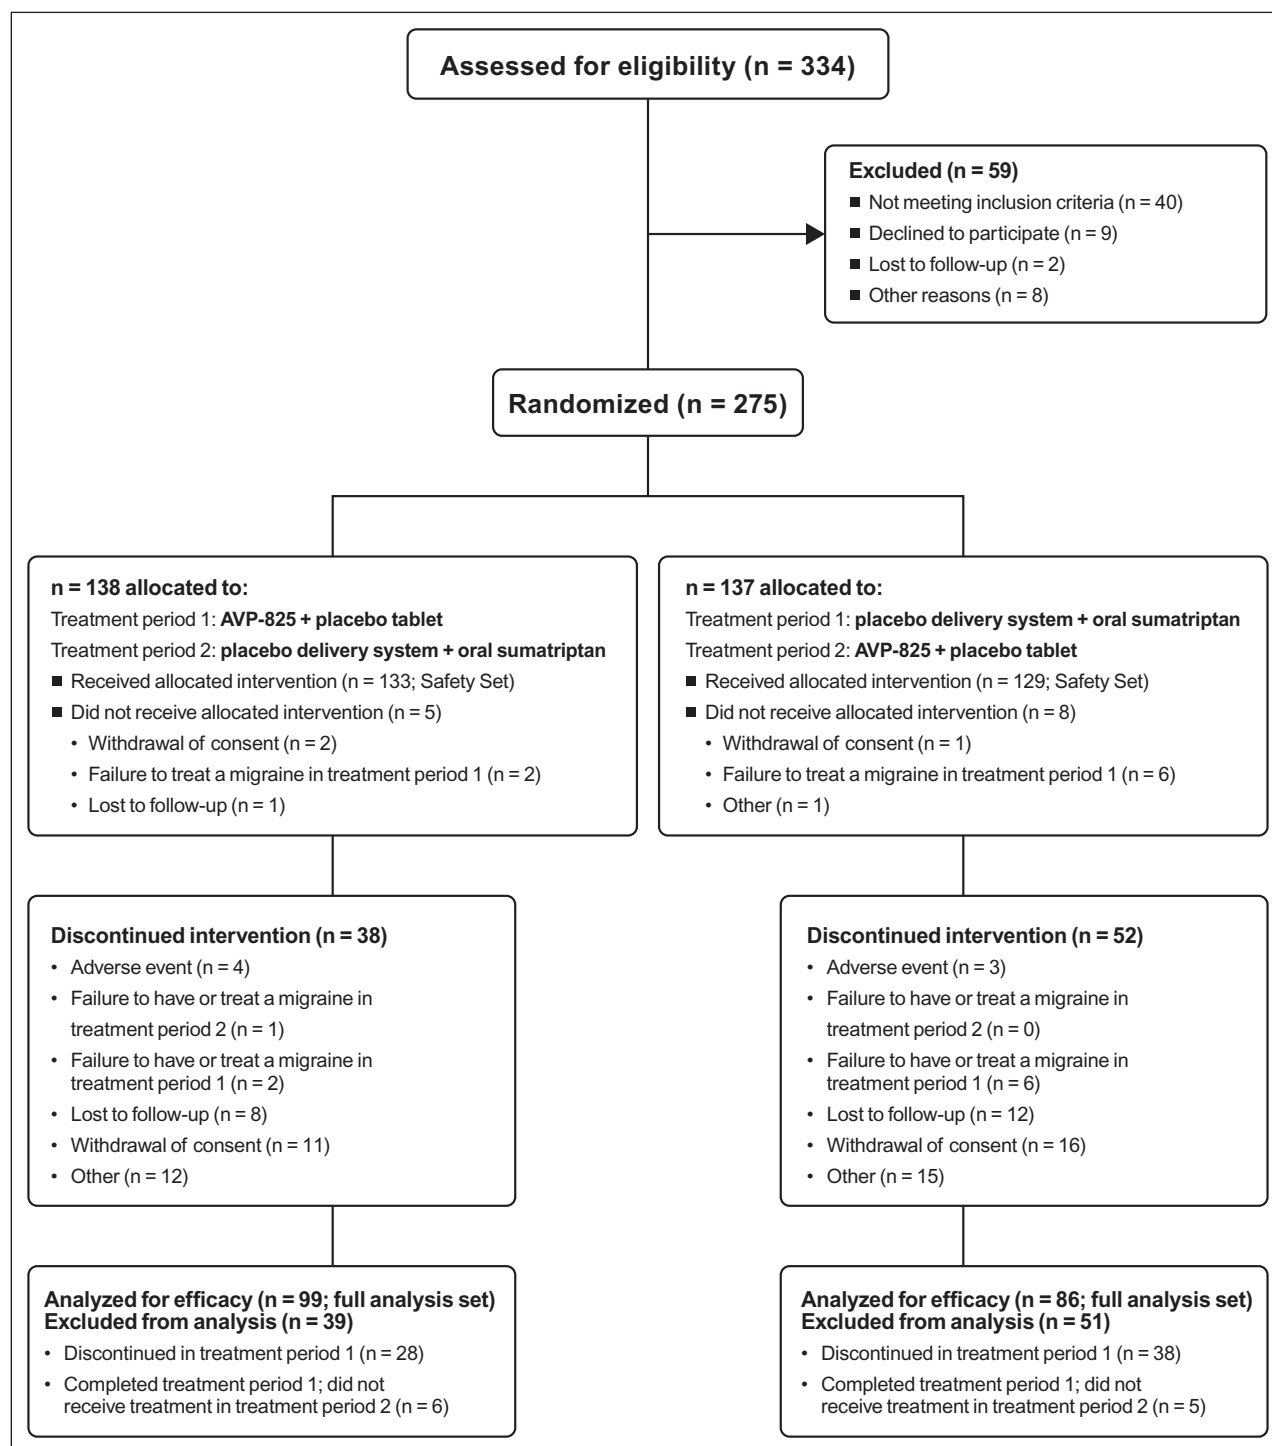 Assessed for eligibility (n = 334)
Excluded (n = 59)
■ Not meeting inclusion criteria (n = 40)
■ Declined to participate (n = 9)
■ Lost to follow-up (n = 2)
■ Other reasons (n = 8)
Randomized (n = 275)
n = 138 allocated to:
Treatment period 1: AVP-825 + placebo tablet
Treatment period 2: placebo delivery system + oral sumatriptan
■ Received allocated intervention (n = 133; Safety Set)
■ Did not receive allocated intervention (n = 5)
• Withdrawal of consent (n = 2)
• Failure to treat a migraine in treatment period 1 (n = 2)
• Lost to follow-up (n = 1)
n = 137 allocated to:
Treatment period 1: placebo delivery system + oral sumatriptan
Treatment period 2: AVP-825 + placebo tablet
■ Received allocated intervention (n = 129; Safety Set)
■ Did not receive allocated intervention (n = 8)
• Withdrawal of consent (n = 1)
• Failure to treat a migraine in treatment period 1 (n = 6)
• Other (n = 1)
Discontinued intervention (n = 38)
• Adverse event (n = 4)
• Failure to have or treat a migraine in
treatment period 2 (n = 1)
• Failure to have or treat a migraine in
treatment period 1 (n = 2)
• Lost to follow-up (n = 8)
• Withdrawal of consent (n = 11)
• Other (n = 12)
Discontinued intervention (n = 52)
• Adverse event (n = 3)
• Failure to have or treat a migraine in
treatment period 2 (n = 0)
• Failure to have or treat a migraine in
treatment period 1 (n = 6)
• Lost to follow-up (n = 12)
• Withdrawal of consent (n = 16)
• Other (n = 15)
Analyzed for efficacy (n = 99; full analysis set)
Excluded from analysis (n = 39)
• Discontinued in treatment period 1 (n = 28)
• Completed treatment period 1; did not
receive treatment in treatment period 2 (n = 6)
Analyzed for efficacy (n = 86; full analysis set)
Excluded from analysis (n = 51)
• Discontinued in treatment period 1 (n = 38)
• Completed treatment period 1; did not
receive treatment in treatment period 2 (n = 5)